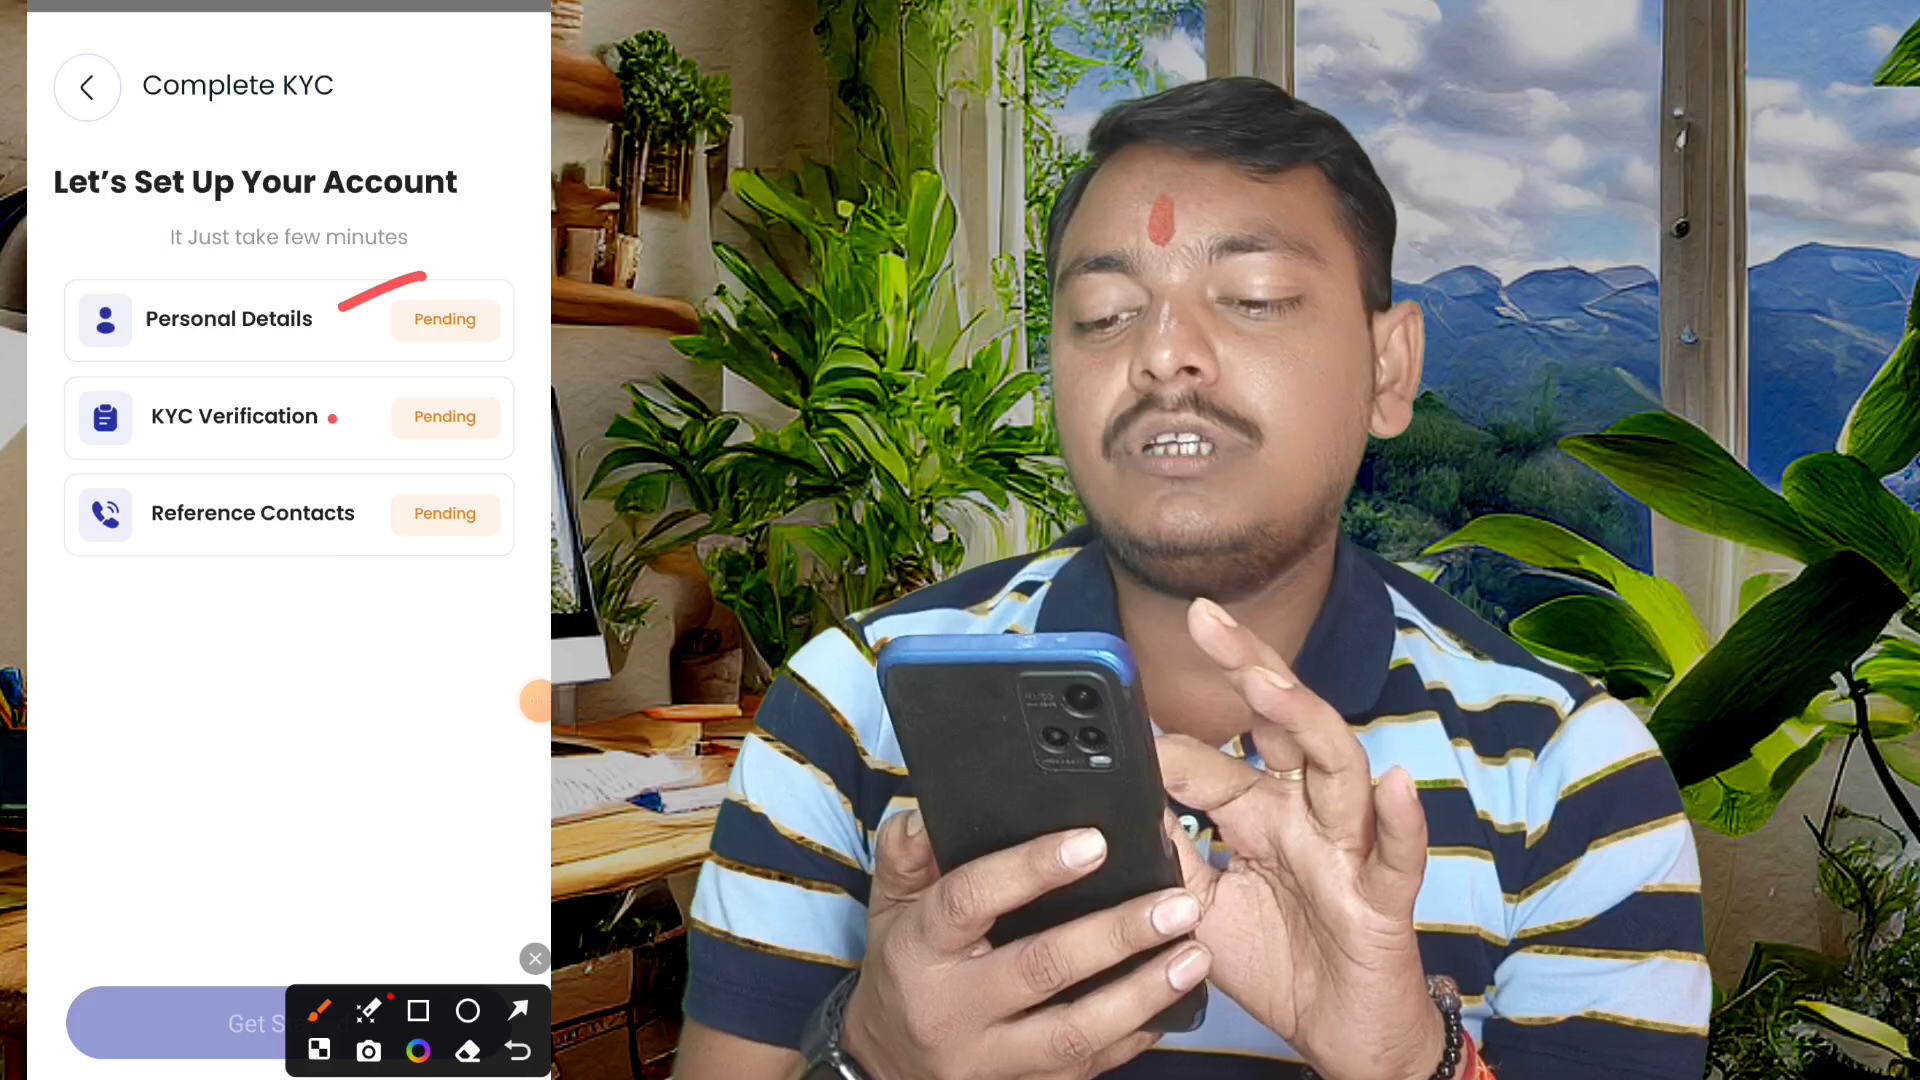 Complete KYC
Let’s Set Up Your Account
It Just take few minutes
Personal Details
Pending
KYC Verification
Pending
Reference Contacts
Pending
Get